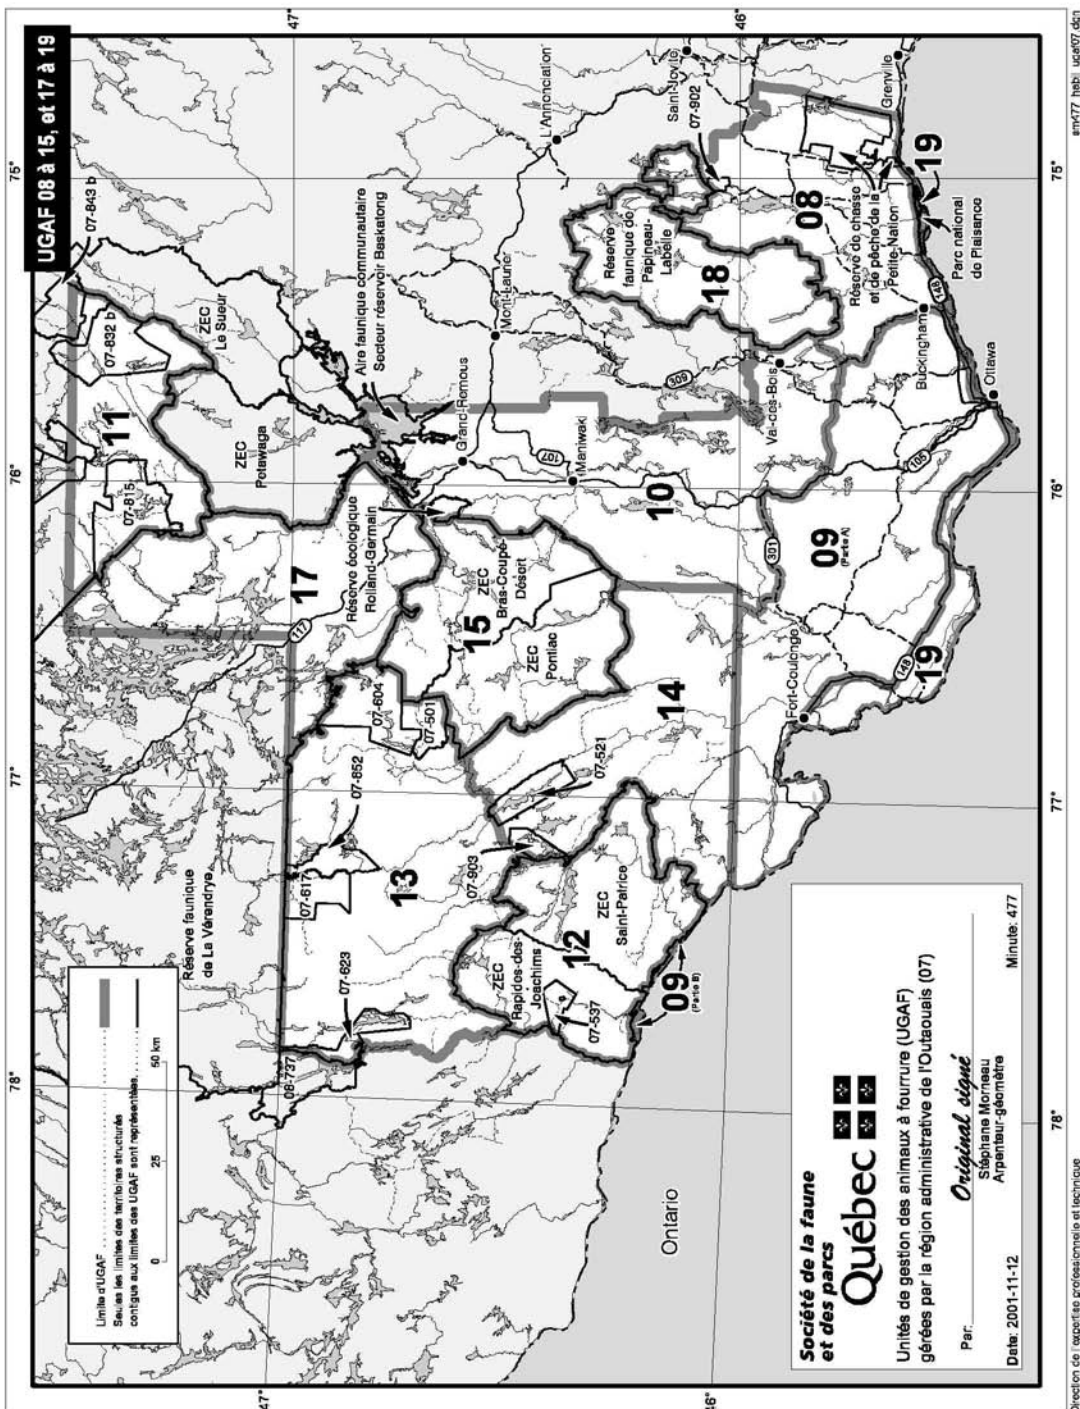 UGAF 08 à 15, et 17 à 19
Limite d'UGAF
Seules les limites des territoires structurés
contiguë aux limites des UGAF sont représentées.
0 25 50 km
78°
77°
76°
75°
47°
46°
47°
46°
78°
77°
76°
75°
Réserve faunique
de La Vérendrye
08-737
07-623
07-617
07-852
07-604
07-501
07-903
07-521
07-537
07-815
07-832 b
07-843 b
07-902
11
17
13
15
12
14
10
18
08
09
(Partie A)
09
(Partie B)
19
19
117
107
309
301
105
148
148
ZEC
Le Sueur
ZEC
Petawaga
Aire faunique communautaire
Secteur réservoir Baskatong
Réserve écologique
Rolland-Germain
ZEC
Bras-Coupé-
Désert
ZEC
Pontiac
ZEC
Rapides-des-
Joachims
ZEC
Saint-Patrice
Grand-Remous
Mont-Laurier
L'Annonciation
Maniwaki
Saint-Jovite
Réserve
faunique de
Papineau-
Labelle
Val-des-Bois
Réserve de chasse
et de pêche de la
Petite-Nation
Grenville
Parc national
de Plaisance
Buckingham
Ottawa
Fort-Coulonge
Ontario
Société de la faune
et des parcs
Québec
Unités de gestion des animaux à fourrure (UGAF)
gérées par la région administrative de l'Outaouais (07)
Par: Original signé
Stéphane Morneau
Arpenteur-géomètre
Date: 2001-11-12 Minute: 477
Direction de l'expertise professionnelle et technique